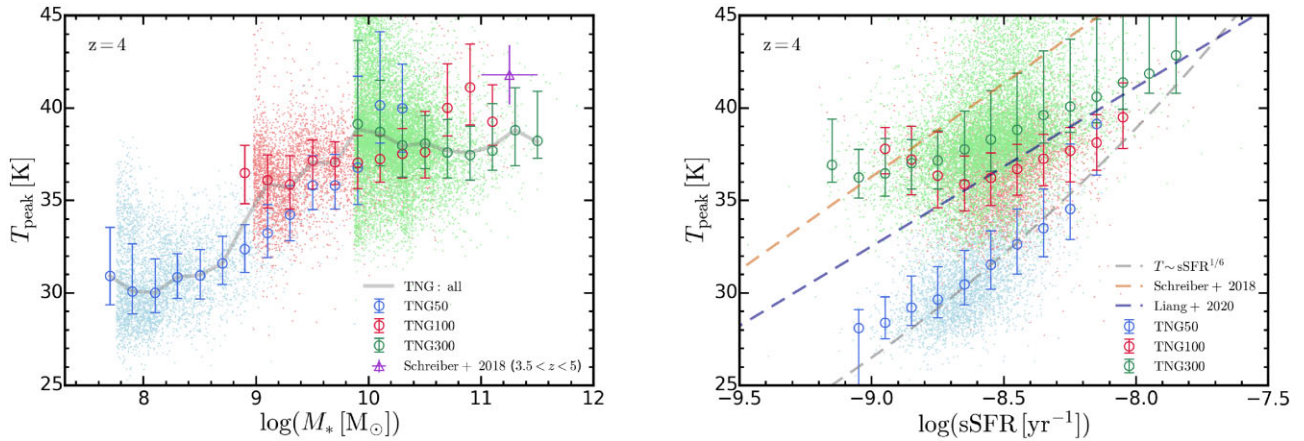 z = 4
T_peak [K]
45
40
35
30
25
8
9
10
11
12
log(M_* [M_⊙])
TNG : all
TNG50
TNG100
TNG300
Schreiber + 2018 (3.5 < z < 5)
z = 4
T_peak [K]
45
40
35
30
25
−9.5
−9.0
−8.5
−8.0
−7.5
log(sSFR [yr⁻¹])
T ∼ sSFR^{1/6}
Schreiber + 2018
Liang + 2020
TNG50
TNG100
TNG300